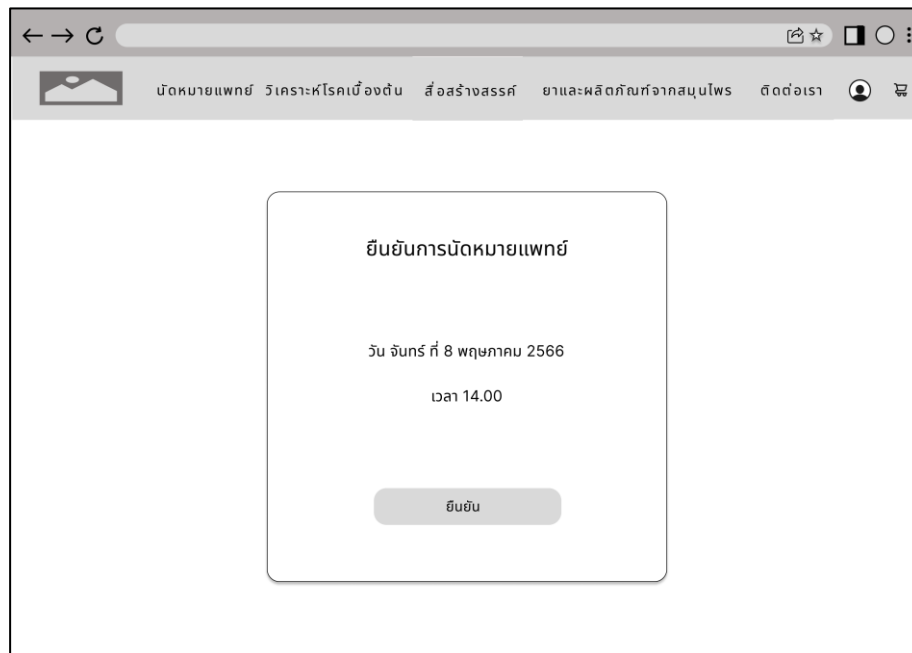 นัดหมายแพทย์ วิเคราะห์โรคเบื้องต้น สื่อสร้างสรรค์ ยาและผลิตภัณฑ์จากสมุนไพร ติดต่อเรา
ยืนยันการนัดหมายแพทย์
วัน จันทร์ ที่ 8 พฤษภาคม 2566
เวลา 14.00
ยืนยัน